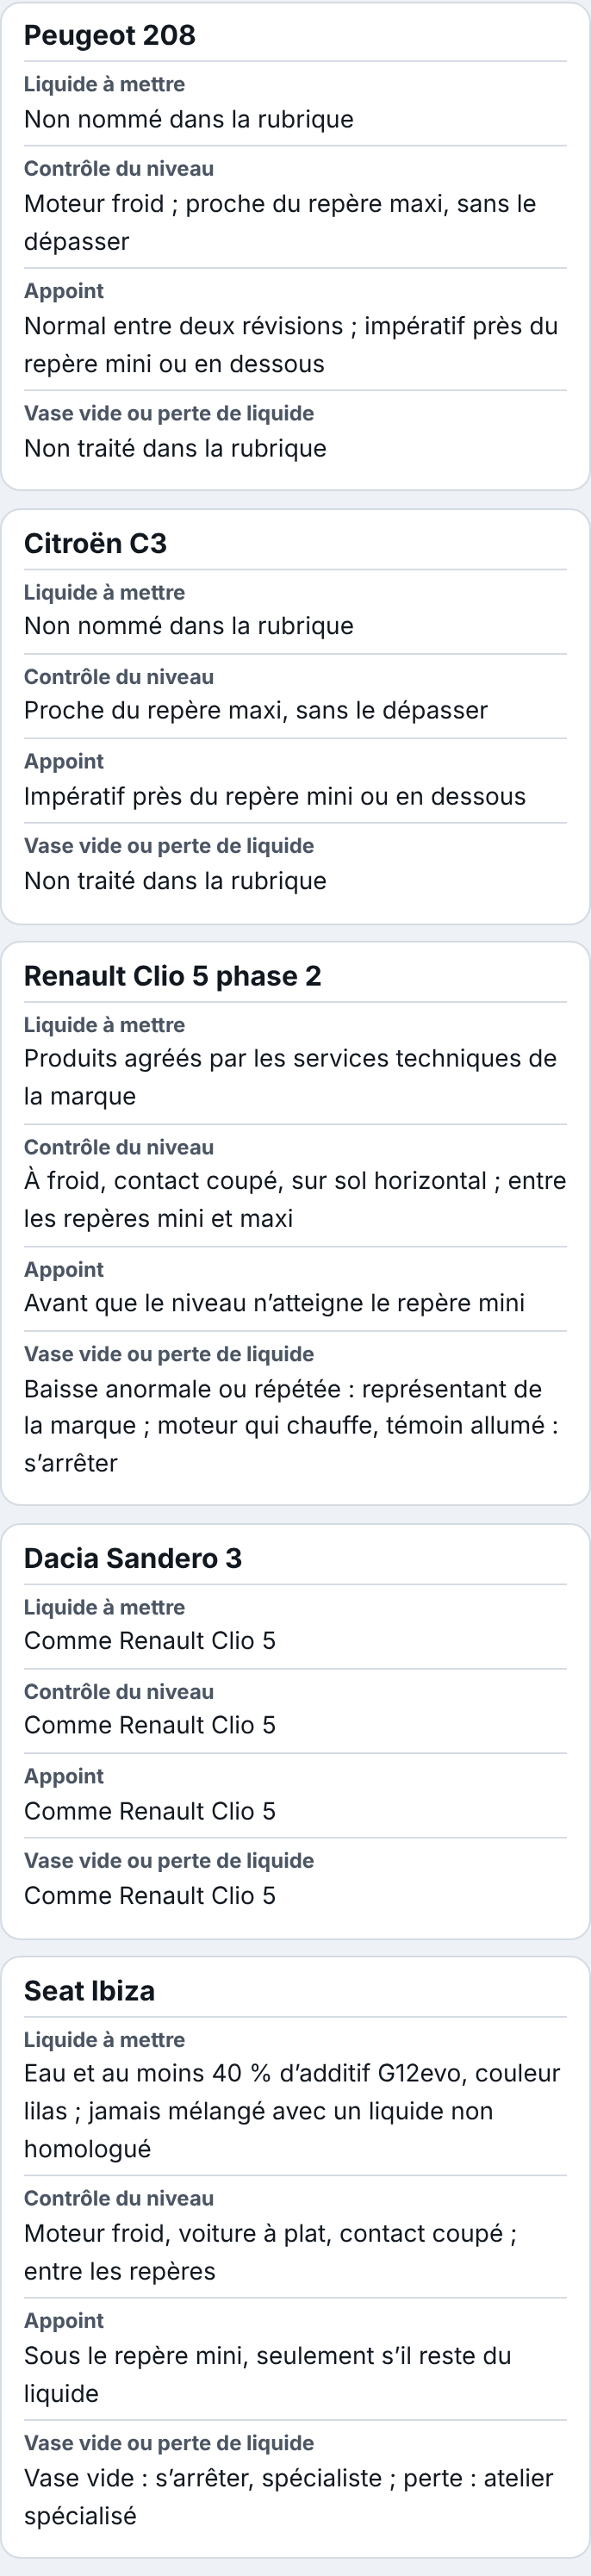 Peugeot 208
Liquide à mettre
Non nommé dans la rubrique
Contrôle du niveau
Moteur froid ; proche du repère maxi, sans le
dépasser
Appoint
Normal entre deux révisions ; impératif près du
repère mini ou en dessous
Vase vide ou perte de liquide
Non traité dans la rubrique
Citroën C3
Liquide à mettre
Non nommé dans la rubrique
Contrôle du niveau
Proche du repère maxi, sans le dépasser
Appoint
Impératif près du repère mini ou en dessous
Vase vide ou perte de liquide
Non traité dans la rubrique
Renault Clio 5 phase 2
Liquide à mettre
Produits agréés par les services techniques de
la marque
Contrôle du niveau
À froid, contact coupé, sur sol horizontal ; entre
les repères mini et maxi
Appoint
Avant que le niveau n’atteigne le repère mini
Vase vide ou perte de liquide
Baisse anormale ou répétée : représentant de
la marque ; moteur qui chauffe, témoin allumé :
s’arrêter
Dacia Sandero 3
Liquide à mettre
Comme Renault Clio 5
Contrôle du niveau
Comme Renault Clio 5
Appoint
Comme Renault Clio 5
Vase vide ou perte de liquide
Comme Renault Clio 5
Seat Ibiza
Liquide à mettre
Eau et au moins 40 % d’additif G12evo, couleur
lilas ; jamais mélangé avec un liquide non
homologué
Contrôle du niveau
Moteur froid, voiture à plat, contact coupé ;
entre les repères
Appoint
Sous le repère mini, seulement s’il reste du
liquide
Vase vide ou perte de liquide
Vase vide : s’arrêter, spécialiste ; perte : atelier
spécialisé